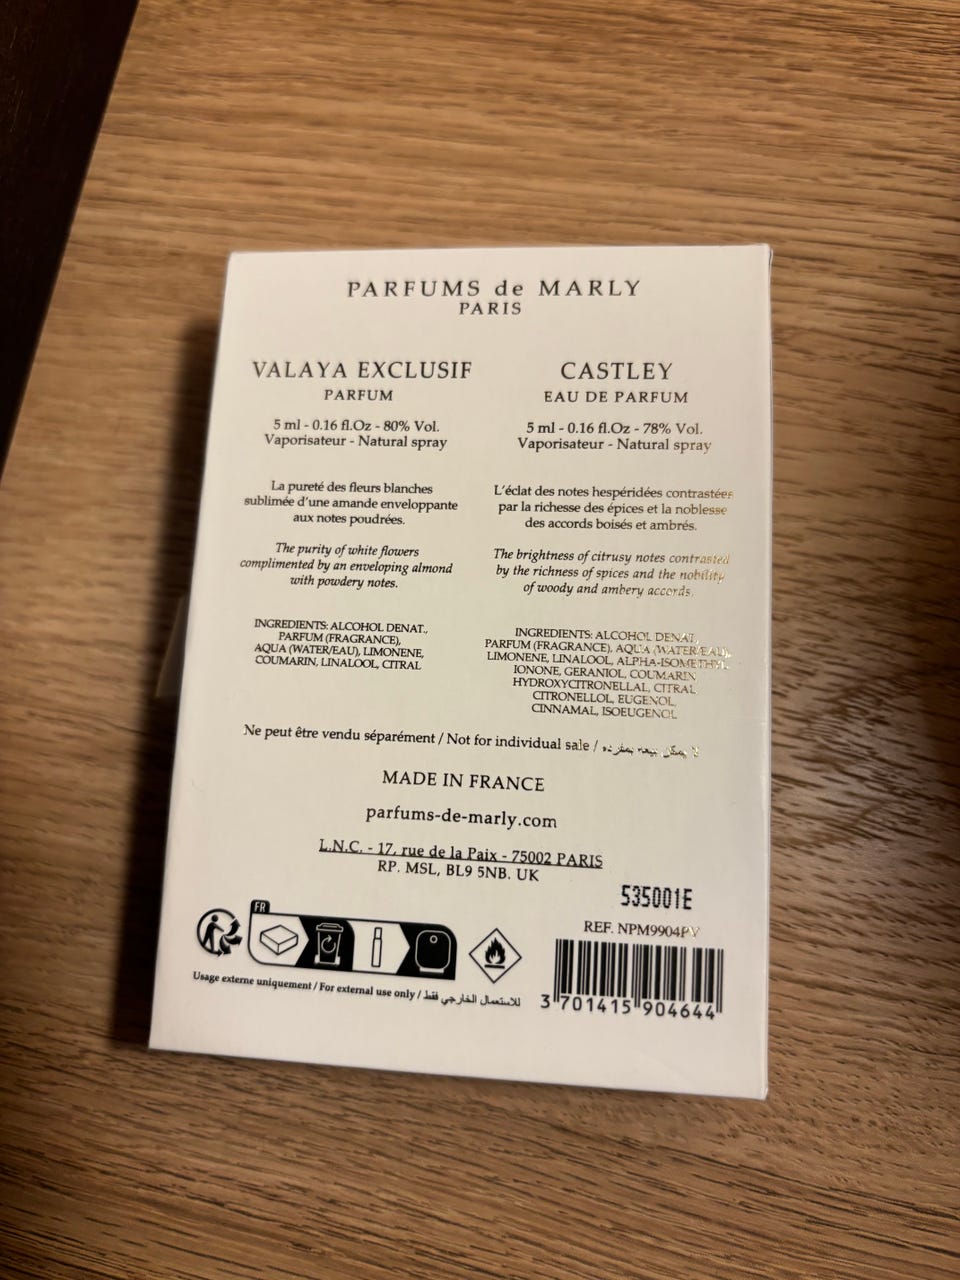 PARFUMS de MARLY
PARIS
VALAYA EXCLUSIF
PARFUM
5 ml - 0.16 fl.Oz - 80% Vol.
Vaporisateur - Natural spray
La pureté des fleurs blanches
sublimée d'une amande enveloppante
aux notes poudrées.
The purity of white flowers
complimented by an enveloping almond
with powdery notes.
INGREDIENTS: ALCOHOL DENAT.,
PARFUM (FRAGRANCE),
AQUA (WATER/EAU), LIMONENE,
COUMARIN, LINALOOL, CITRAL
CASTLEY
EAU DE PARFUM
5 ml - 0.16 fl.Oz - 78% Vol.
Vaporisateur - Natural spray
L'éclat des notes hespéridées contrastées
par la richesse des épices et la noblesse
des accords boisés et ambrés.
The brightness of citrusy notes contrasted
by the richness of spices and the nobility
of woody and ambery accords.
INGREDIENTS: ALCOHOL DENAT.,
PARFUM (FRAGRANCE), AQUA (WATER/EAU),
LIMONENE, LINALOOL, ALPHA-ISOMETHYL
IONONE, GERANIOL, COUMARIN
HYDROXYCITRONELLAL, CITRAL
CITRONELLOL, EUGENOL,
CINNAMAL, ISOEUGENOL
Ne peut être vendu séparément / Not for individual sale / لا يمكن بيعه بمفرده
MADE IN FRANCE
parfums-de-marly.com
L.N.C. - 17, rue de la Paix - 75002 PARIS
RP. MSL, BL9 5NB. UK
535001E
REF. NPM9904PV
FR
Usage externe uniquement / For external use only / للاستعمال الخارجي فقط
3 701415 904644